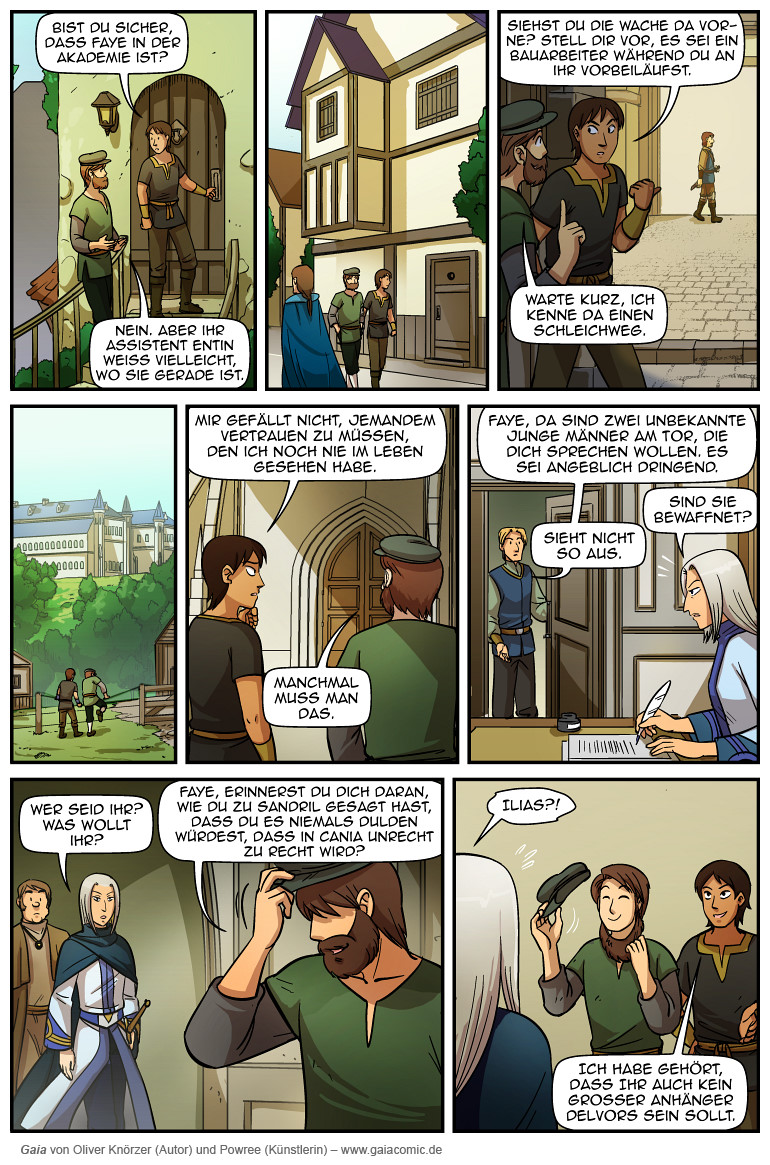 BIST DU SICHER,
DASS FAYE IN DER
AKADEMIE IST?
NEIN. ABER IHR
ASSISTENT ENTIN
WEISS VIELLEICHT,
WO SIE GERADE IST.
SIEHST DU DIE WACHE DA VOR-
NE? STELL DIR VOR, ES SEI EIN
BAUARBEITER WÄHREND DU AN
IHR VORBEILÄUFST.
WARTE KURZ, ICH
KENNE DA EINEN
SCHLEICHWEG.
MIR GEFÄLLT NICHT, JEMANDEM
VERTRAUEN ZU MÜSSEN,
DEN ICH NOCH NIE IM LEBEN
GESEHEN HABE.
MANCHMAL
MUSS MAN
DAS.
FAYE, DA SIND ZWEI UNBEKANNTE
JUNGE MÄNNER AM TOR, DIE
DICH SPRECHEN WOLLEN. ES
SEI ANGEBLICH DRINGEND.
SIND SIE
BEWAFFNET?
SIEHT NICHT
SO AUS.
WER SEID IHR?
WAS WOLLT
IHR?
FAYE, ERINNERST DU DICH DARAN,
WIE DU ZU SANDRIL GESAGT HAST,
DASS DU ES NIEMALS DULDEN
WÜRDEST, DASS IN CANIA UNRECHT
ZU RECHT WIRD?
ILIAS?!
ICH HABE GEHÖRT,
DASS IHR AUCH KEIN
GROSSER ANHÄNGER
DELVORS SEIN SOLLT.
Gaia von Oliver Knörzer (Autor) und Powree (Künstlerin) – www.gaiacomic.de